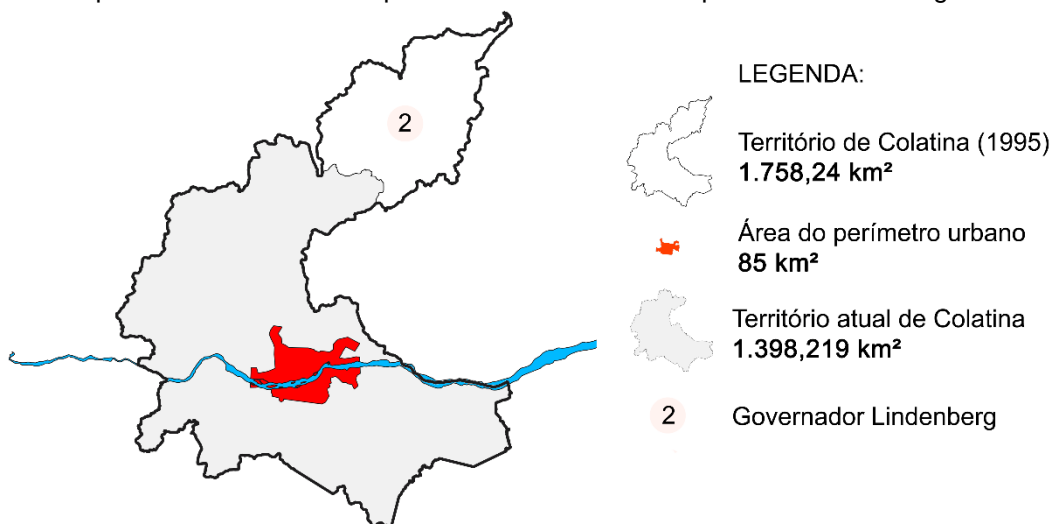 2
LEGENDA:
Território de Colatina (1995)
1.758,24 km²
Área do perímetro urbano
85 km²
Território atual de Colatina
1.398,219 km²
2 Governador Lindenberg